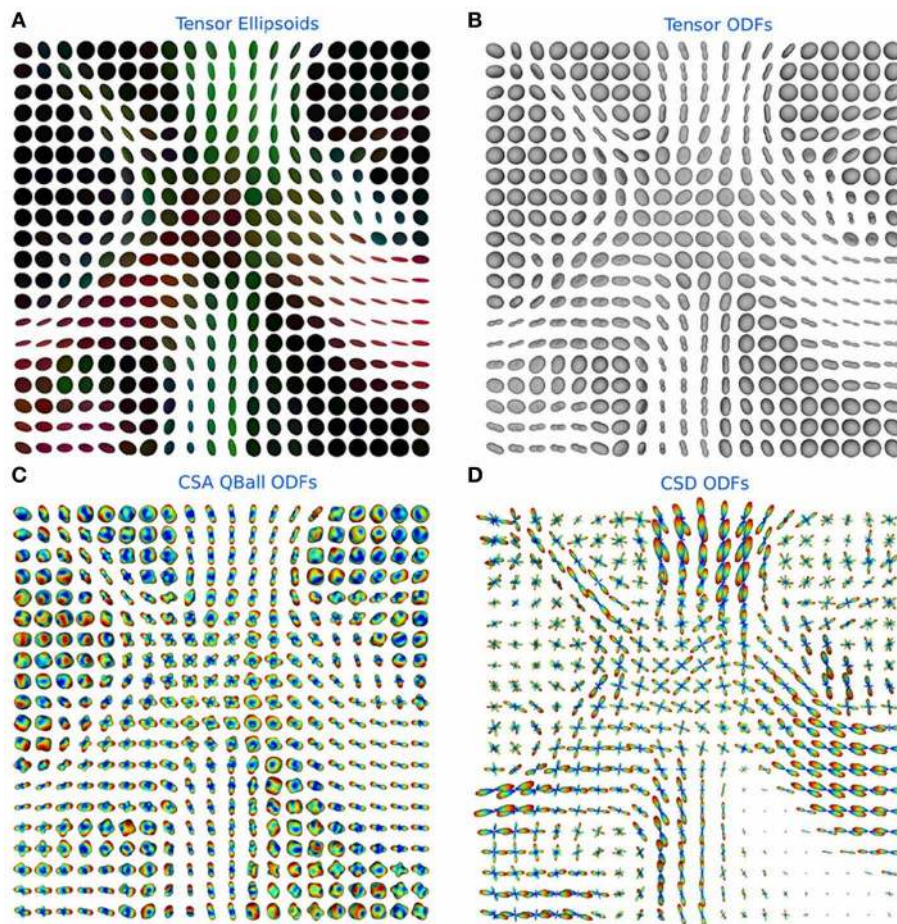 A
Tensor Ellipsoids
B
Tensor ODFs
C
CSA QBall ODFs
D
CSD ODFs